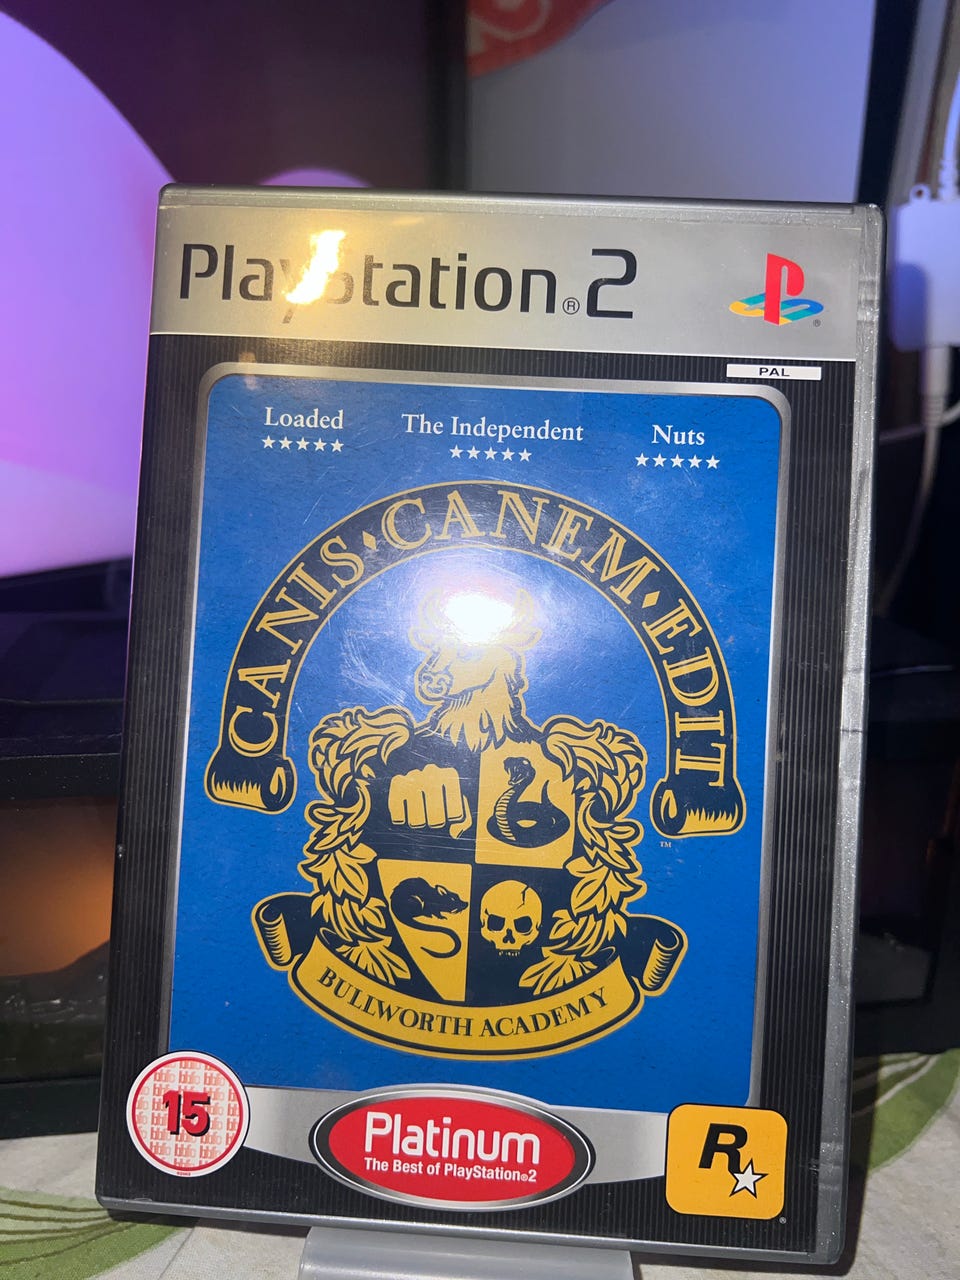 PlayStation®2
PAL
Loaded
The Independent
Nuts
CANIS·CANEM·EDIT
TM
BULLWORTH ACADEMY
15
Platinum
The Best of PlayStation®2
R